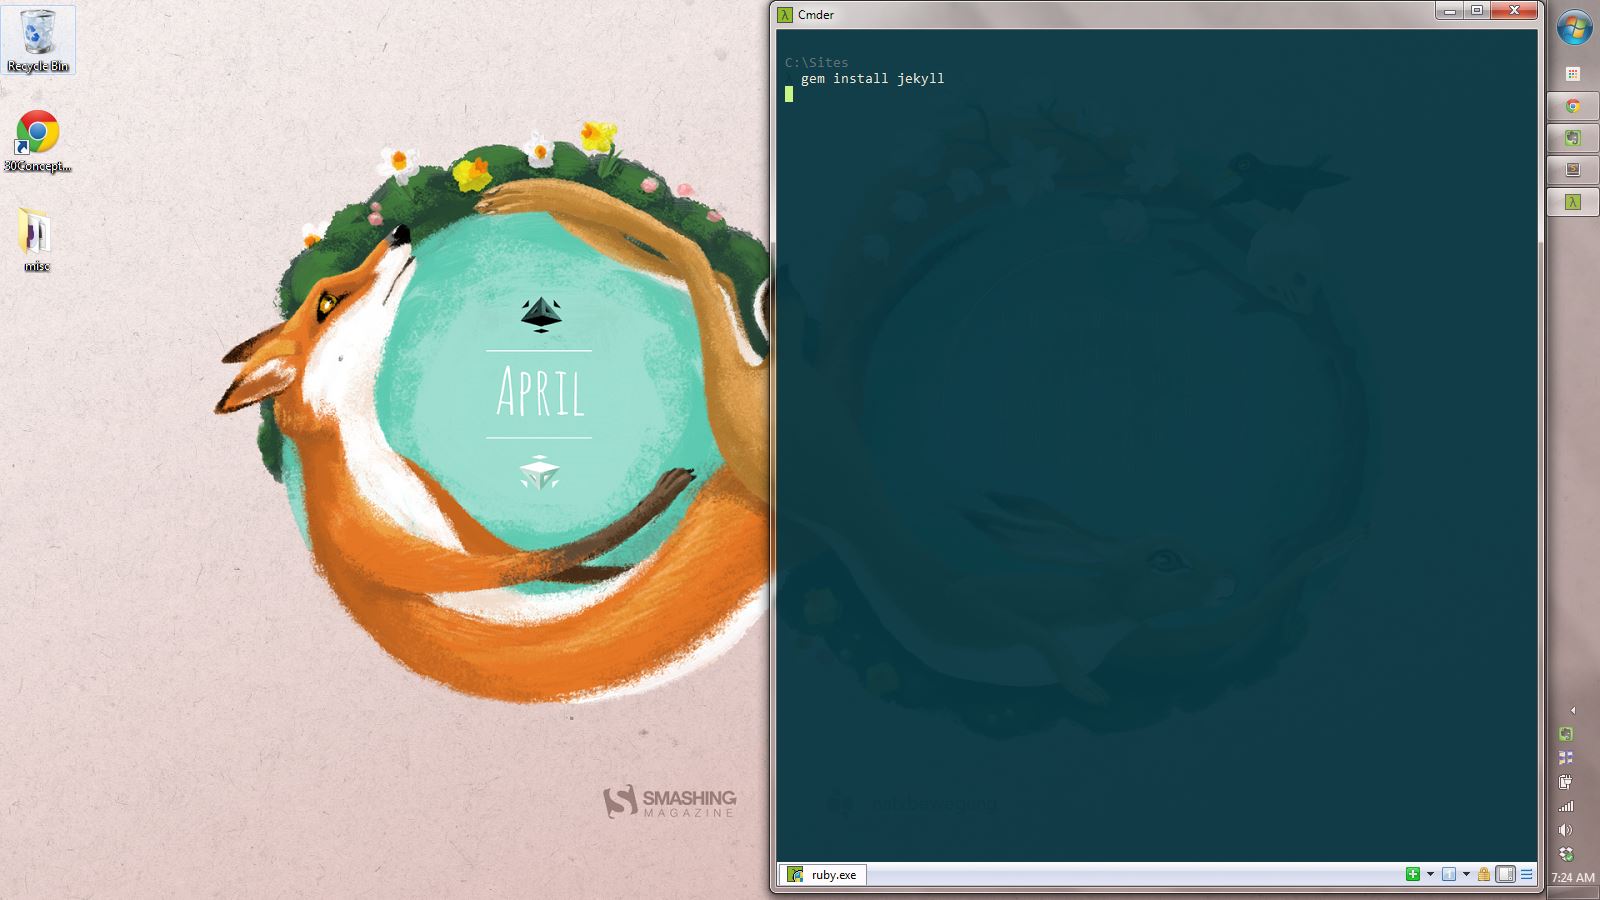 Recycle Bin
30Concept...
misc
APRIL
SMASHING
MAGAZINE
Cmder
C:\Sites
λ gem install jekyll
ruby.exe
7:24 AM